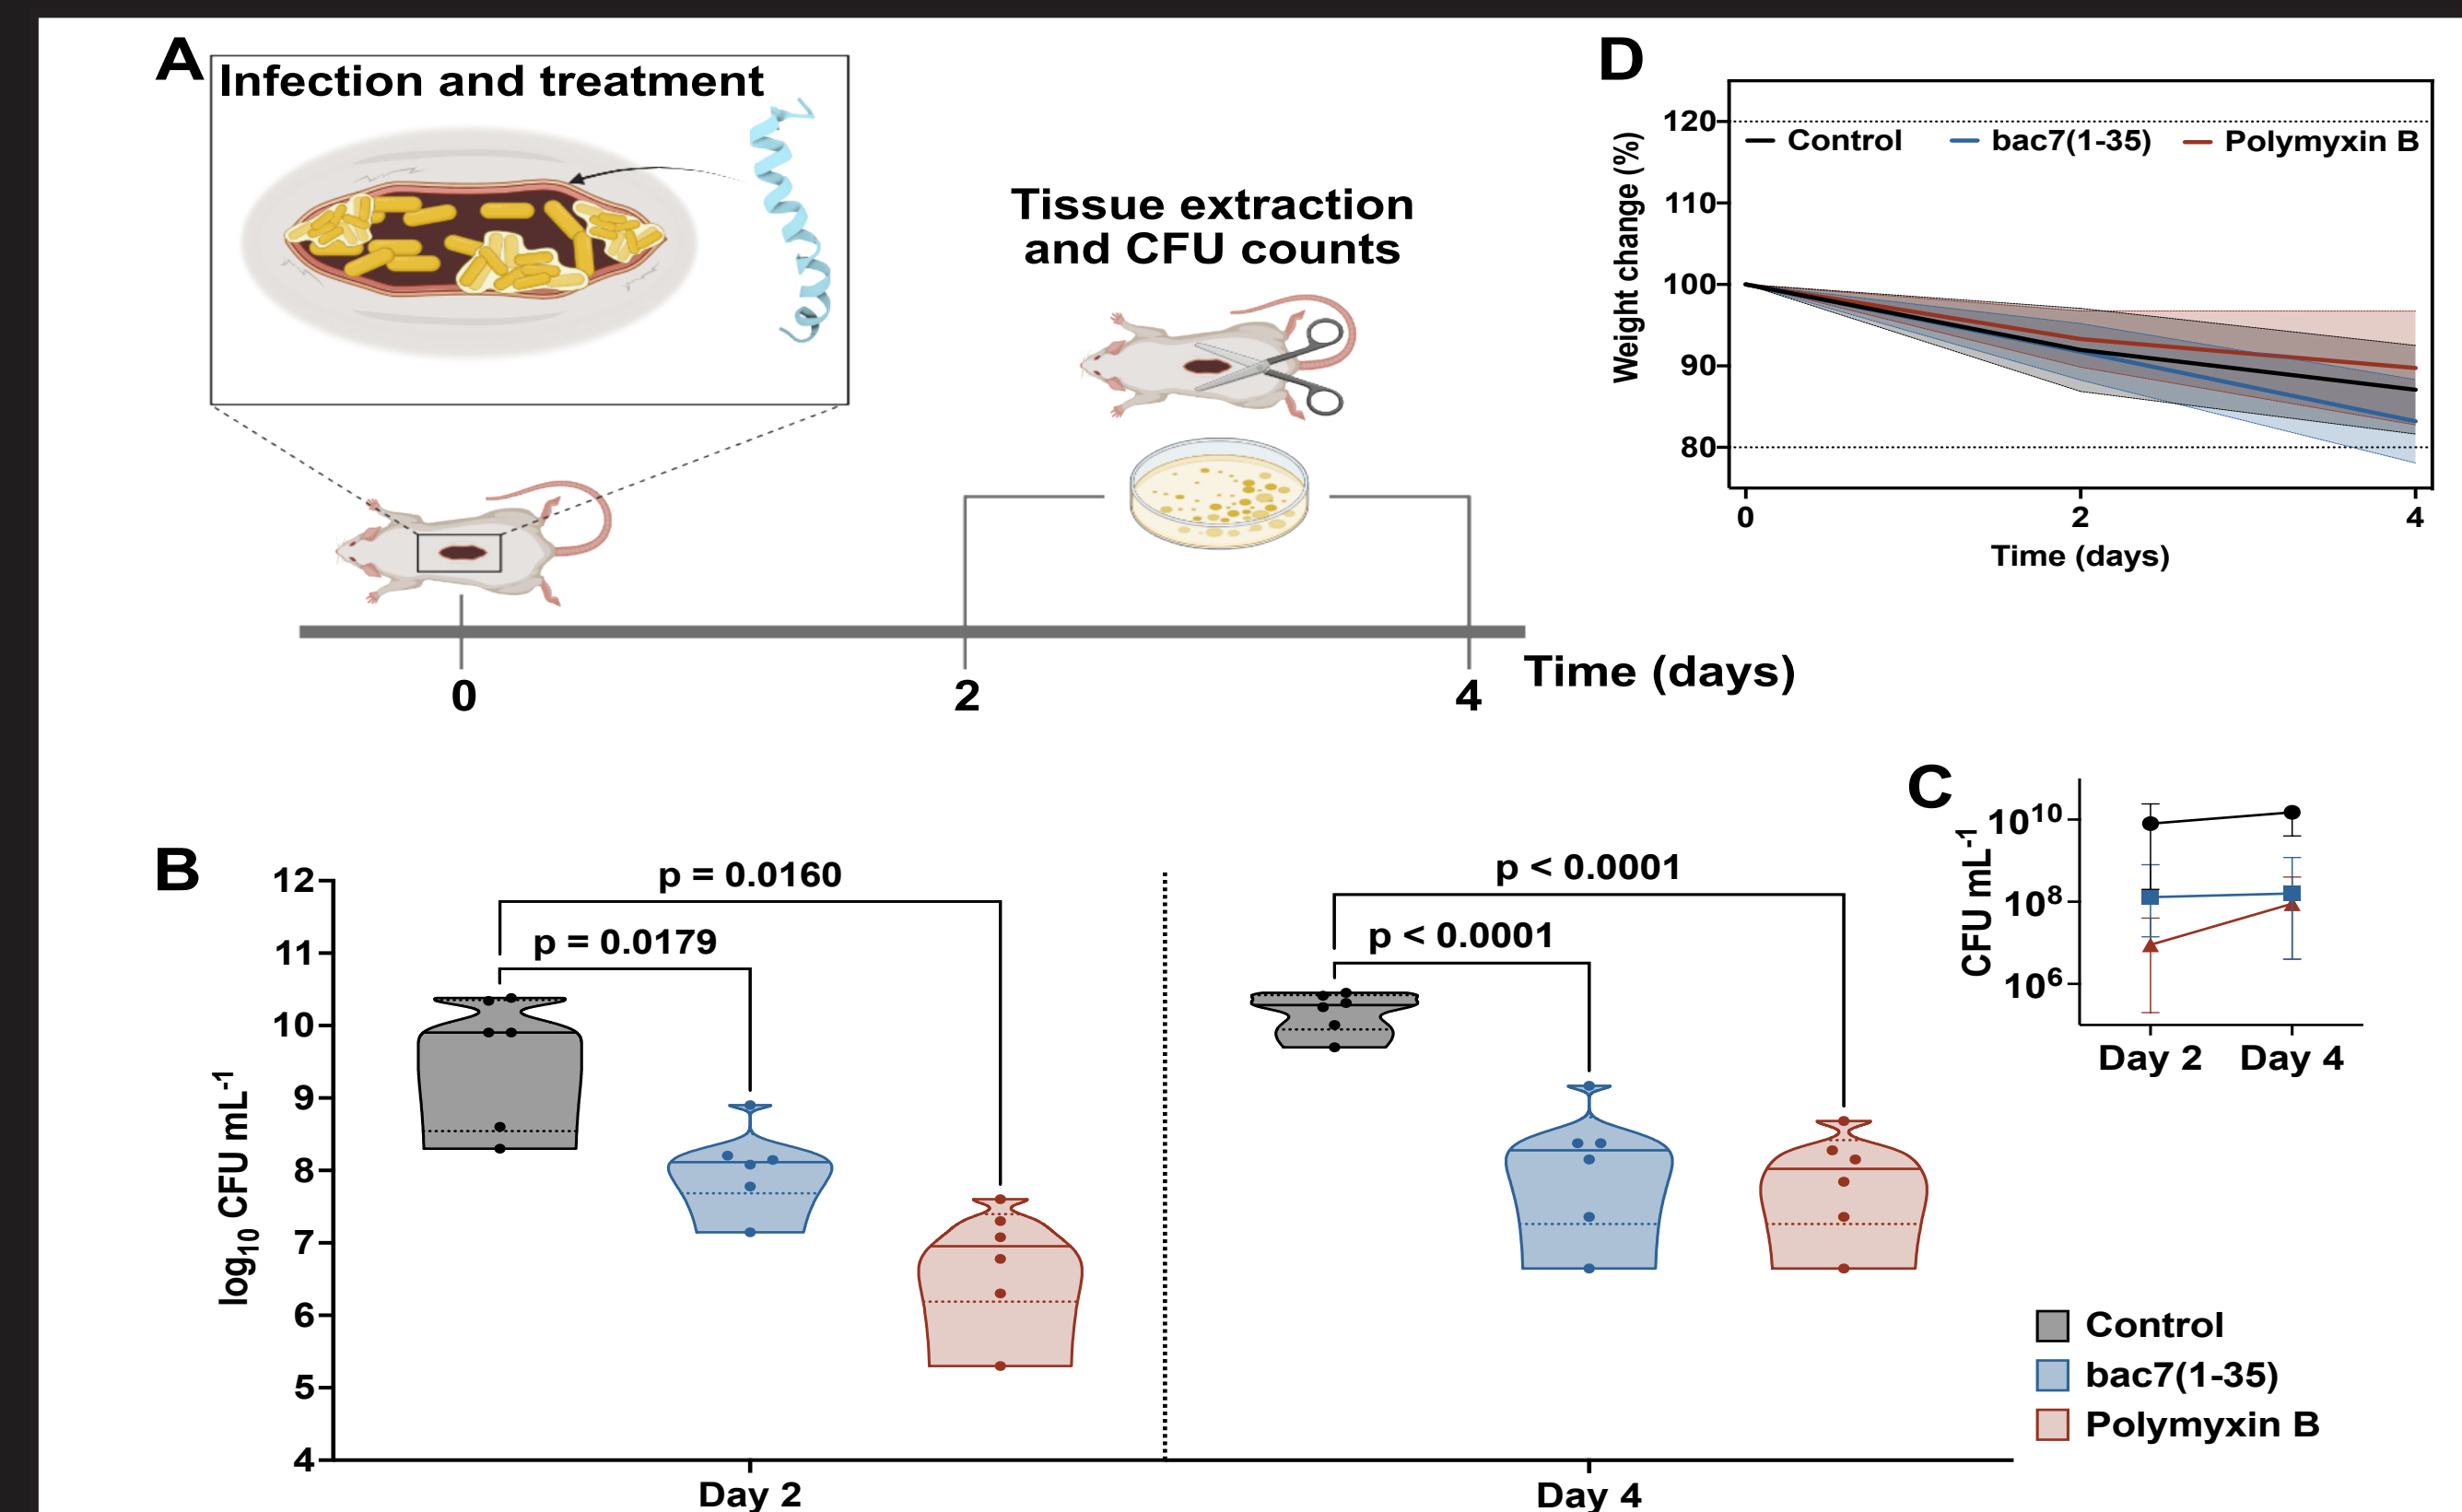 A
Infection and treatment
Tissue extraction
and CFU counts
0
2
4
Time (days)
D
Weight change (%)
120
110
100
90
80
Control
bac7(1-35)
Polymyxin B
0
2
4
Time (days)
B
log10 CFU mL-1
12
11
10
9
8
7
6
5
4
p = 0.0160
p = 0.0179
p < 0.0001
p < 0.0001
Day 2
Day 4
C
CFU mL-1
10^10
10^8
10^6
Day 2
Day 4
Control
bac7(1-35)
Polymyxin B